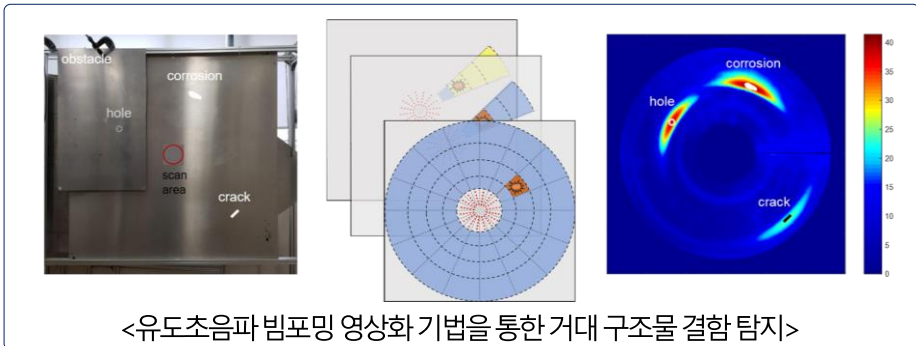 obstacle
corrosion
hole
scan
area
crack
corrosion
hole
crack
40
35
30
25
20
15
10
5
0
<유도초음파 빔포밍 영상화 기법을 통한 거대 구조물 결함 탐지>